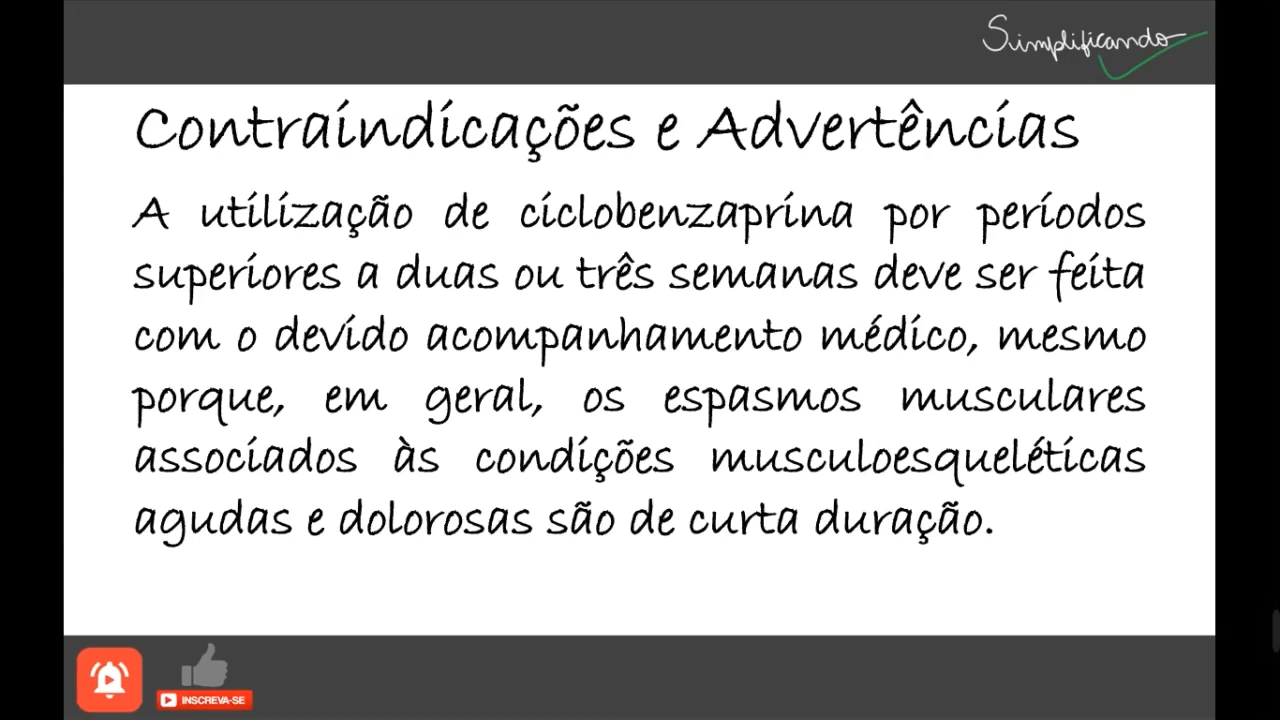 Simplificando
Contraindicações e Advertências
A utilização de ciclobenzaprina por períodos
superiores a duas ou três semanas deve ser feita
com o devido acompanhamento médico, mesmo
porque, em geral, os espasmos musculares
associados às condições musculoesqueléticas
agudas e dolorosas são de curta duração.
INSCREVA-SE